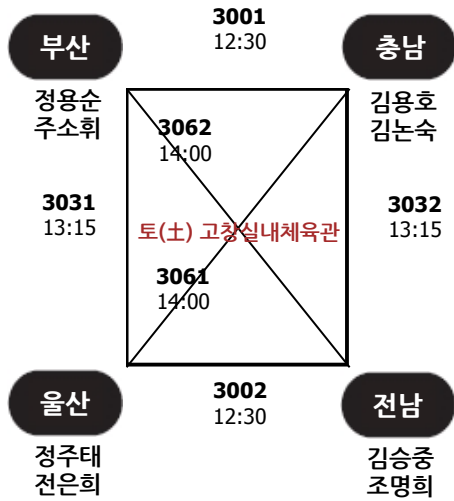 3001
12:30
부산
충남
정용순
주소휘
김용호
김논숙
3062
14:00
3031
13:15
3032
13:15
토(土) 고창실내체육관
3061
14:00
3002
12:30
울산
전남
정주태
전은희
김승중
조명희